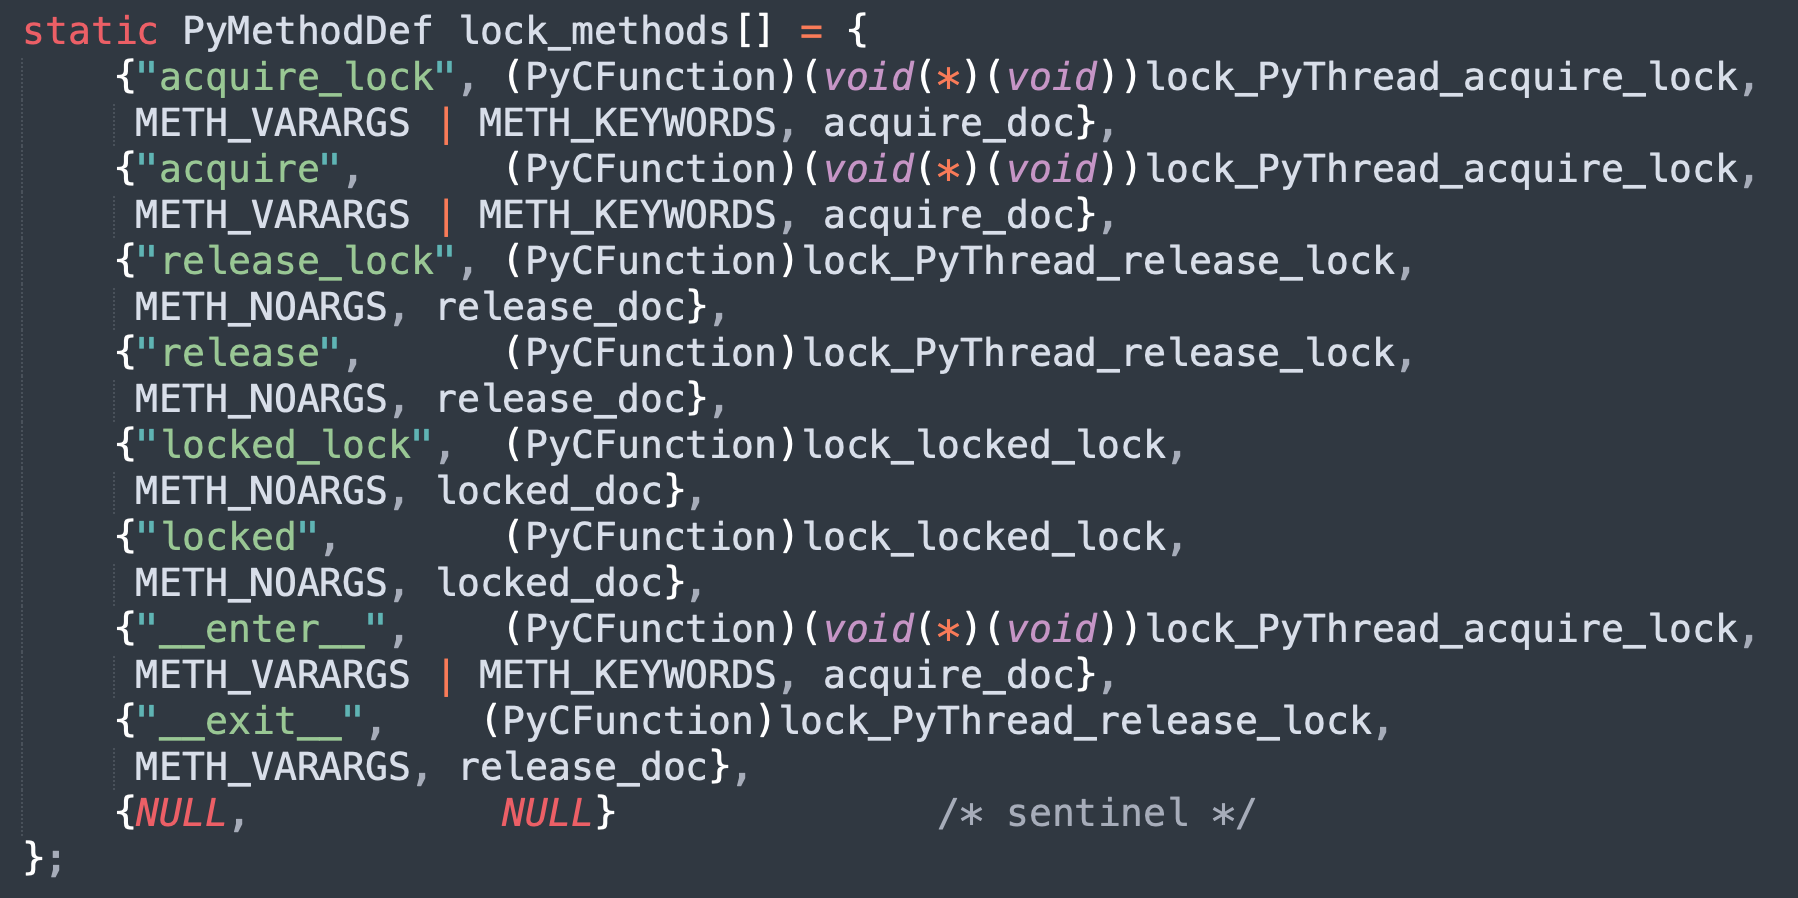 static PyMethodDef lock_methods[] = {
    {"acquire_lock", (PyCFunction)(void(*)(void))lock_PyThread_acquire_lock,
     METH_VARARGS | METH_KEYWORDS, acquire_doc},
    {"acquire",      (PyCFunction)(void(*)(void))lock_PyThread_acquire_lock,
     METH_VARARGS | METH_KEYWORDS, acquire_doc},
    {"release_lock", (PyCFunction)lock_PyThread_release_lock,
     METH_NOARGS, release_doc},
    {"release",      (PyCFunction)lock_PyThread_release_lock,
     METH_NOARGS, release_doc},
    {"locked_lock",  (PyCFunction)lock_locked_lock,
     METH_NOARGS, locked_doc},
    {"locked",       (PyCFunction)lock_locked_lock,
     METH_NOARGS, locked_doc},
    {"__enter__",    (PyCFunction)(void(*)(void))lock_PyThread_acquire_lock,
     METH_VARARGS | METH_KEYWORDS, acquire_doc},
    {"__exit__",    (PyCFunction)lock_PyThread_release_lock,
     METH_VARARGS, release_doc},
    {NULL,           NULL}              /* sentinel */
};